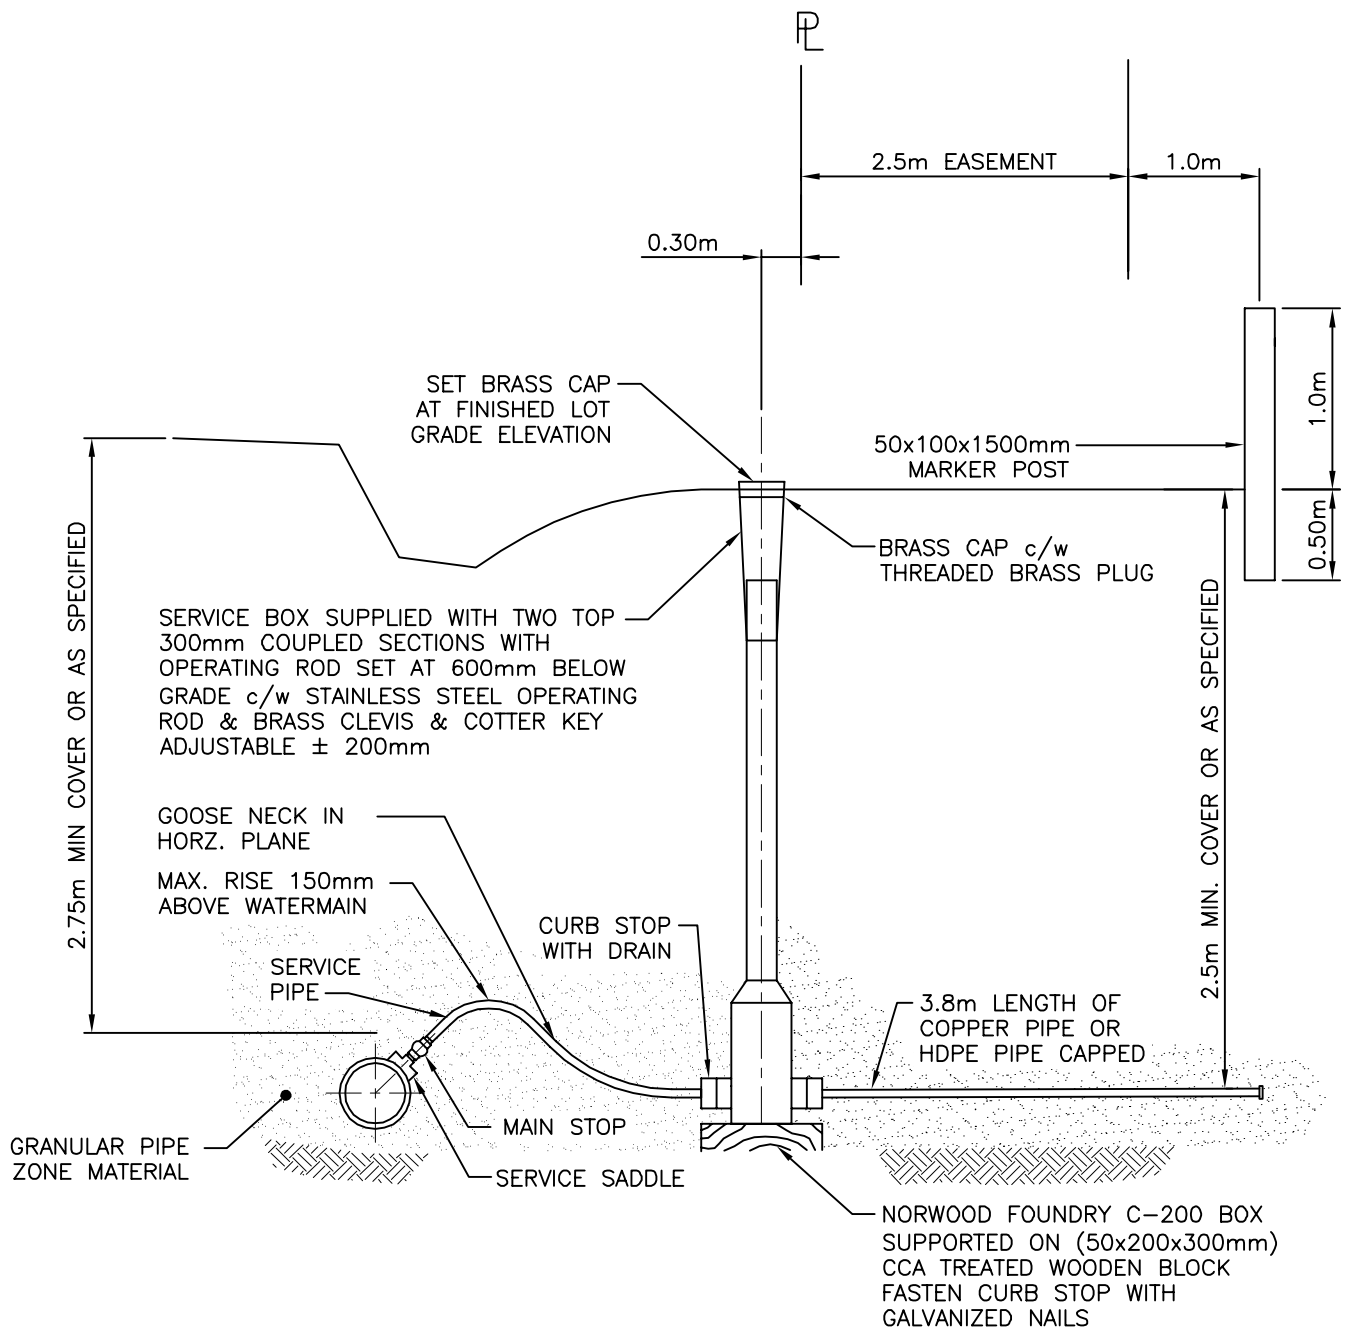 PL
2.5m EASEMENT
1.0m
0.30m
SET BRASS CAP
AT FINISHED LOT
GRADE ELEVATION
50x100x1500mm
MARKER POST
1.0m
0.50m
BRASS CAP c/w
THREADED BRASS PLUG
2.75m MIN COVER OR AS SPECIFIED
SERVICE BOX SUPPLIED WITH TWO TOP
300mm COUPLED SECTIONS WITH
OPERATING ROD SET AT 600mm BELOW
GRADE c/w STAINLESS STEEL OPERATING
ROD & BRASS CLEVIS & COTTER KEY
ADJUSTABLE ± 200mm
2.5m MIN. COVER OR AS SPECIFIED
GOOSE NECK IN
HORZ. PLANE
MAX. RISE 150mm
ABOVE WATERMAIN
CURB STOP
WITH DRAIN
SERVICE
PIPE
3.8m LENGTH OF
COPPER PIPE OR
HDPE PIPE CAPPED
MAIN STOP
GRANULAR PIPE
ZONE MATERIAL
SERVICE SADDLE
NORWOOD FOUNDRY C-200 BOX
SUPPORTED ON (50x200x300mm)
CCA TREATED WOODEN BLOCK
FASTEN CURB STOP WITH
GALVANIZED NAILS